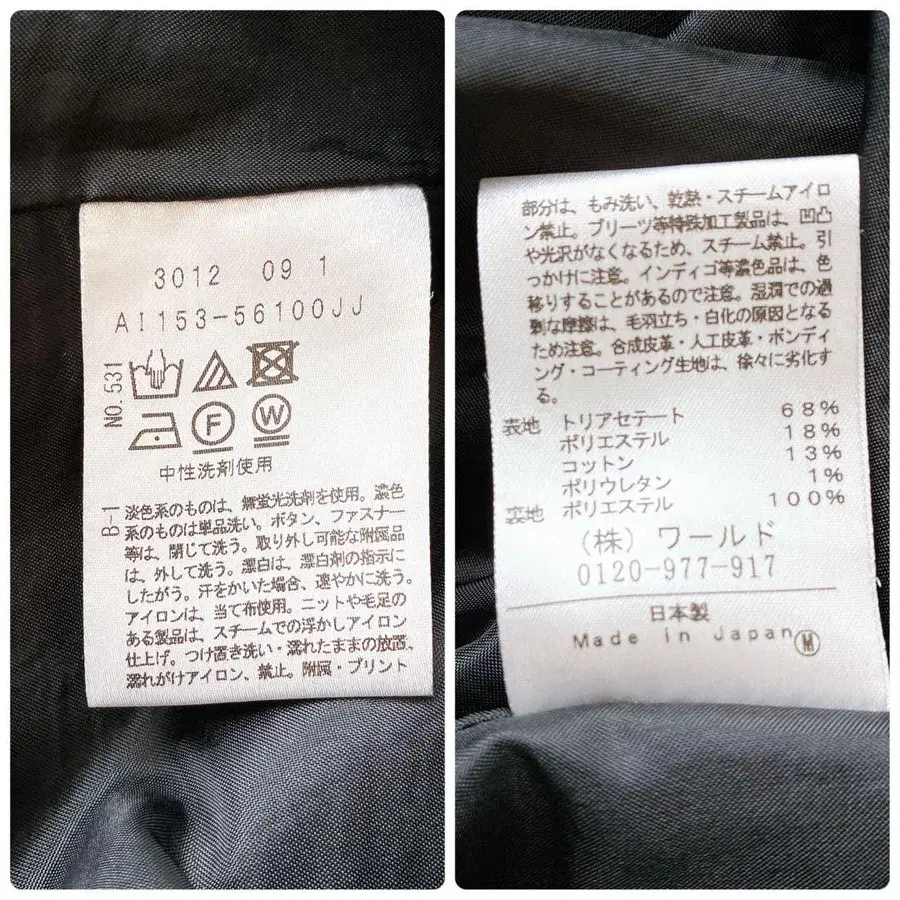 3012 09 1
AI153-56100JJ
NO.531
F
W
中性洗剤使用
B-1
淡色系のものは、無蛍光洗剤を使用。濃色
系のものは単品洗い。ボタン、ファスナー
等は、閉じて洗う。取り外し可能な附属品
は、外して洗う。漂白は、漂白剤の指示に
したがう。汗をかいた場合、速やかに洗う。
アイロンは、当て布使用。ニットや毛足の
ある製品は、スチームでの浮かしアイロン
仕上げ。つけ置き洗い・濡れたままの放置、
濡れがけアイロン、禁止。附属・プリント
部分は、もみ洗い、乾熱・スチームアイロ
ン禁止。プリーツ等特殊加工製品は、凹凸
や光沢がなくなるため、スチーム禁止。引
っかけに注意。インディゴ等濃色品は、色
移りすることがあるので注意。湿潤での過
剰な摩擦は、毛羽立ち・白化の原因となる
ため注意。合成皮革・人工皮革・ボンディ
ング・コーティング生地は、徐々に劣化す
る。
表地 トリアセテート 68%
ポリエステル 18%
コットン 13%
ポリウレタン 1%
裏地 ポリエステル 100%
(株)ワールド
0120-977-917
日本製
Made in Japan M